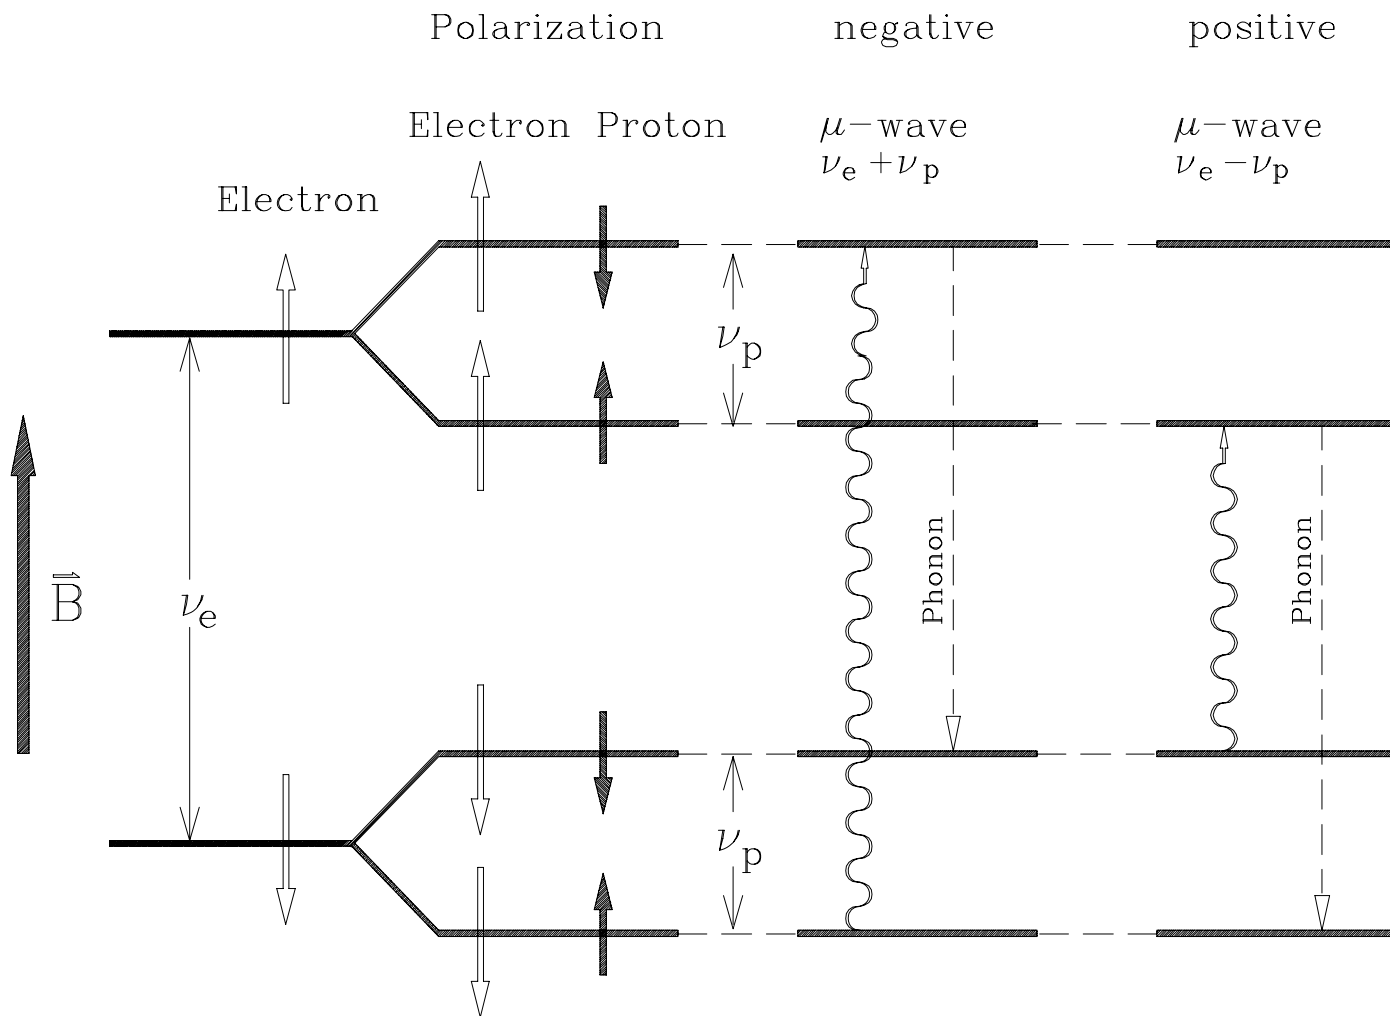 Polarization negative positive
Electron Proton μ-wave μ-wave
νe+νp νe-νp
Electron
νp
Phonon Phonon
B⃗
νe
νp